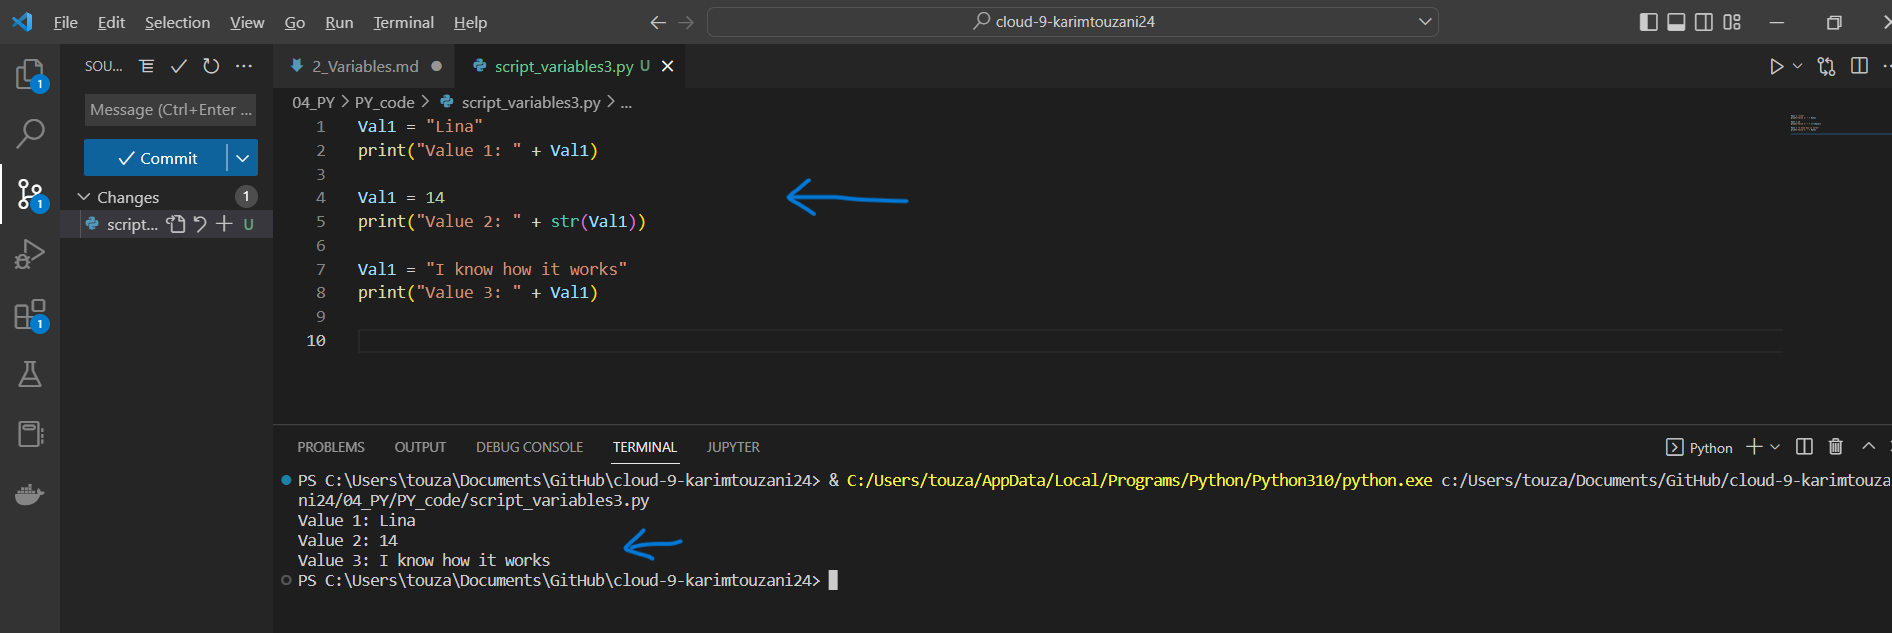 File Edit Selection View Go Run Terminal Help
cloud-9-karimtouzani24
SOU...
2_Variables.md
script_variables3.py U
04_PY > PY_code > script_variables3.py > ...
Message (Ctrl+Enter ...
Commit
Changes 1
script... U
1
1
1
1 Val1 = "Lina"
2 print("Value 1: " + Val1)
3
4 Val1 = 14
5 print("Value 2: " + str(Val1))
6
7 Val1 = "I know how it works"
8 print("Value 3: " + Val1)
9
10
PROBLEMS OUTPUT DEBUG CONSOLE TERMINAL JUPYTER
Python
PS C:\Users\touza\Documents\GitHub\cloud-9-karimtouzani24> & C:/Users/touza/AppData/Local/Programs/Python/Python310/python.exe c:/Users/touza/Documents/GitHub/cloud-9-karimtouza
ni24/04_PY/PY_code/script_variables3.py
Value 1: Lina
Value 2: 14
Value 3: I know how it works
PS C:\Users\touza\Documents\GitHub\cloud-9-karimtouzani24>